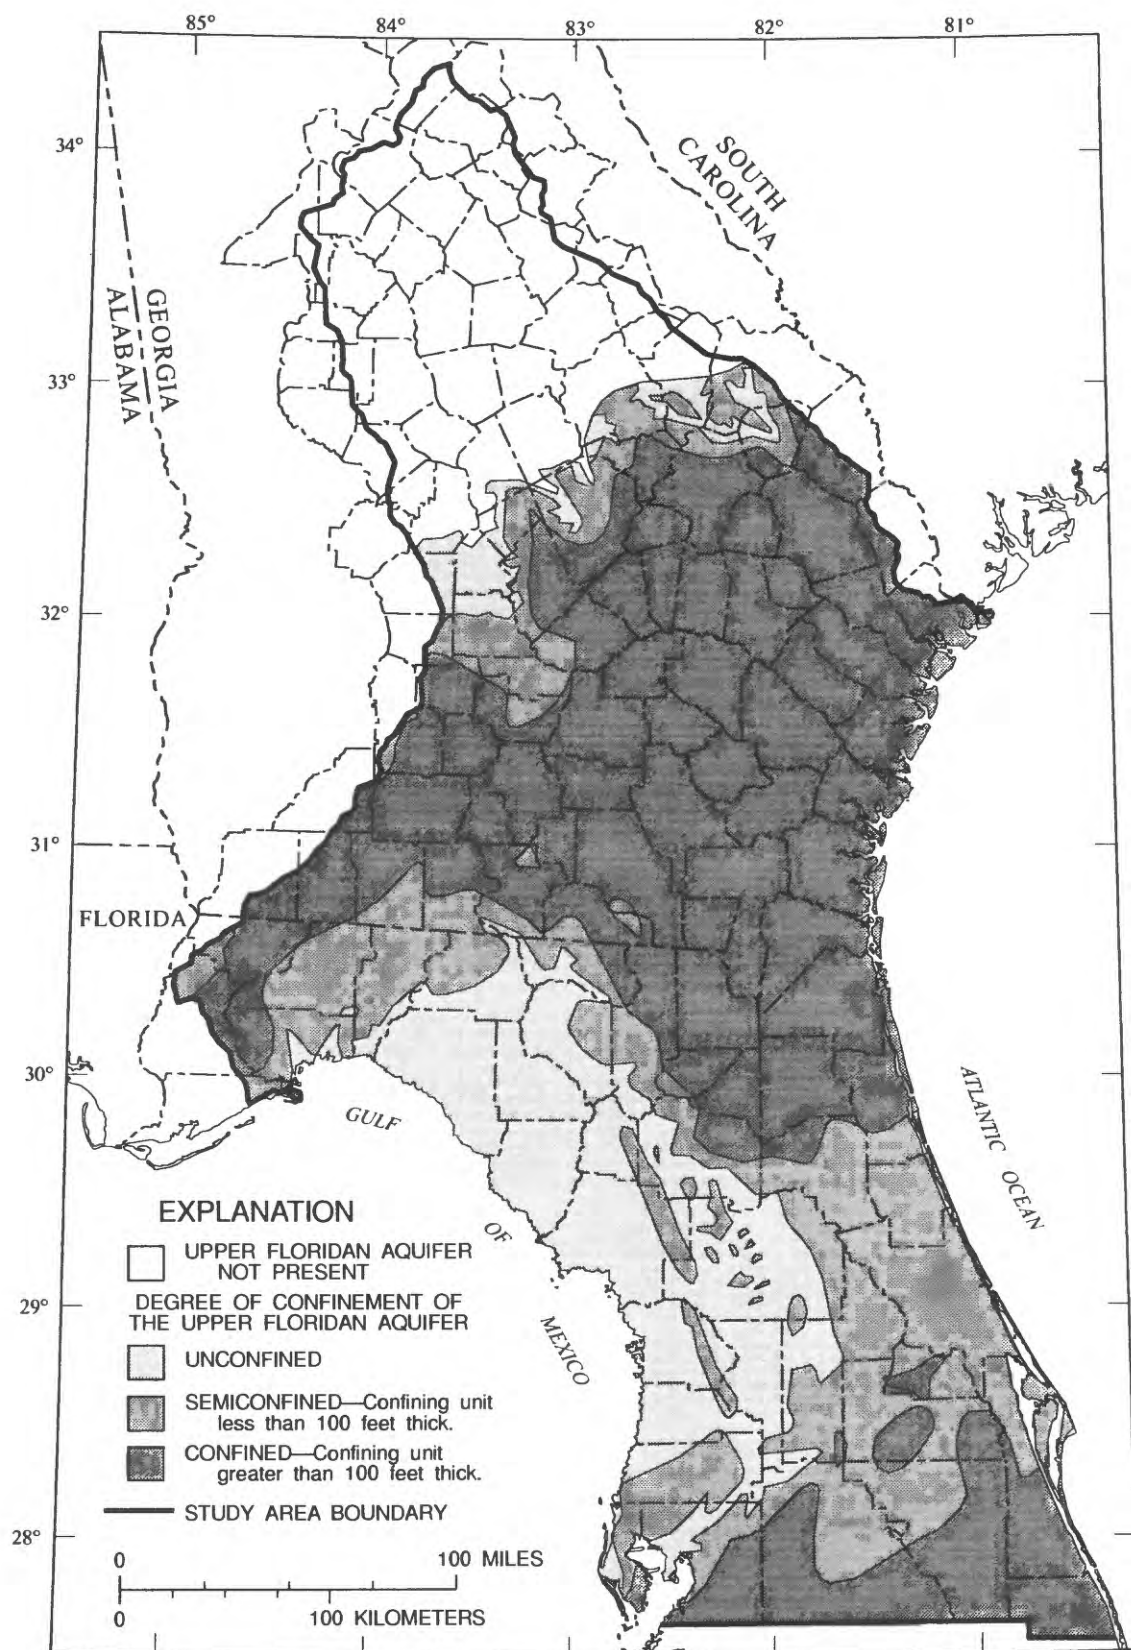 85°
84°
83°
82°
81°
34°
33°
32°
31°
30°
29°
28°
SOUTH
CAROLINA
GEORGIA
ALABAMA
FLORIDA
GULF
OF
MEXICO
ATLANTIC OCEAN
EXPLANATION
UPPER FLORIDAN AQUIFER
NOT PRESENT
DEGREE OF CONFINEMENT OF
THE UPPER FLORIDAN AQUIFER
UNCONFINED
SEMICONFINED—Confining unit
less than 100 feet thick.
CONFINED—Confining unit
greater than 100 feet thick.
STUDY AREA BOUNDARY
0 100 MILES
0 100 KILOMETERS